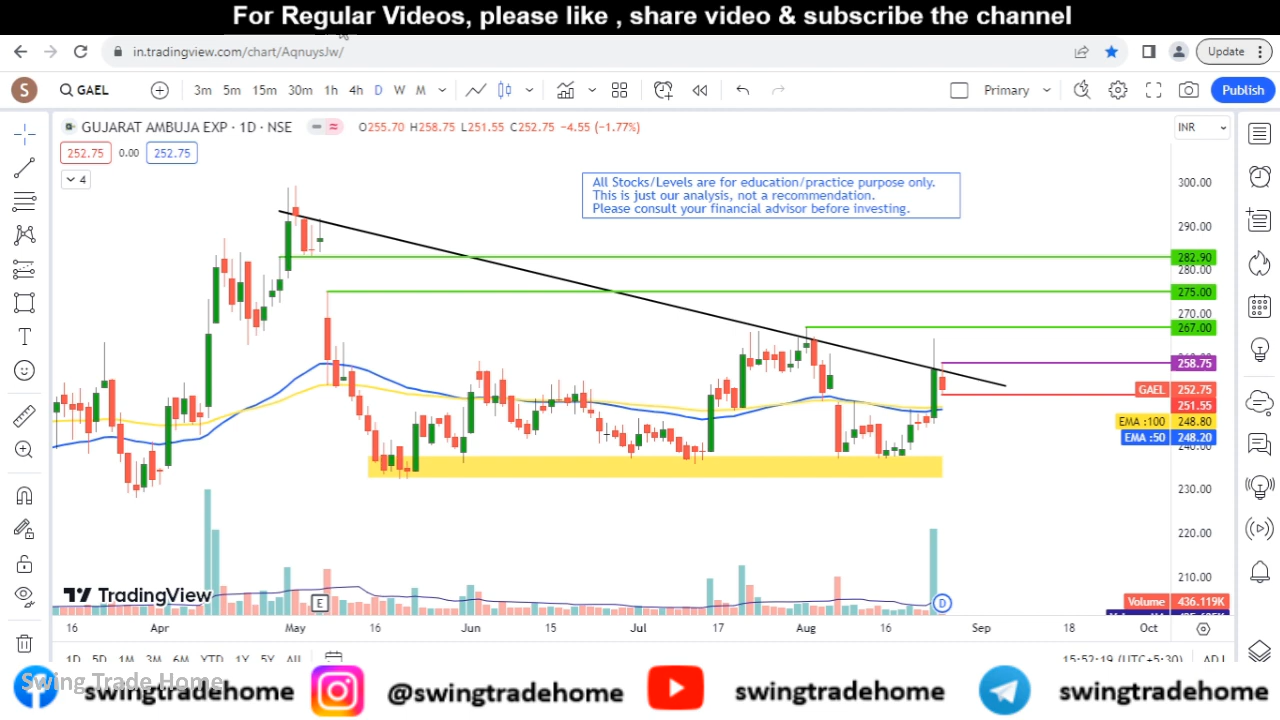 For Regular Videos, please like , share video & subscribe the channel
in.tradingview.com/chart/AqnuysJw/
Update
S
GAEL
3m 5m 15m 30m 1h 4h D W M
Primary
Publish
GUJARAT AMBUJA EXP · 1D · NSE
O255.70 H258.75 L251.55 C252.75 −4.55 (−1.77%)
INR
252.75 0.00 252.75
4
All Stocks/Levels are for education/practice purpose only.
This is just our analysis, not a recommendation.
Please consult your financial advisor before investing.
300.00
290.00
282.90
280.00
275.00
270.00
267.00
258.75
GAEL 252.75
251.55
EMA :100 248.80
EMA :50 248.20
240.00
230.00
220.00
210.00
TradingView
E
D
Volume 436.119K
16 Apr May 16 Jun 15 Jul 17 Aug 16 Sep 18 Oct
1D 5D 1M 3M 6M YTD 1Y 5Y All
15:52:19 (UTC+5:30) ADJ
Swing Trade Home
swingtradehome
@swingtradehome
swingtradehome
swingtradehome